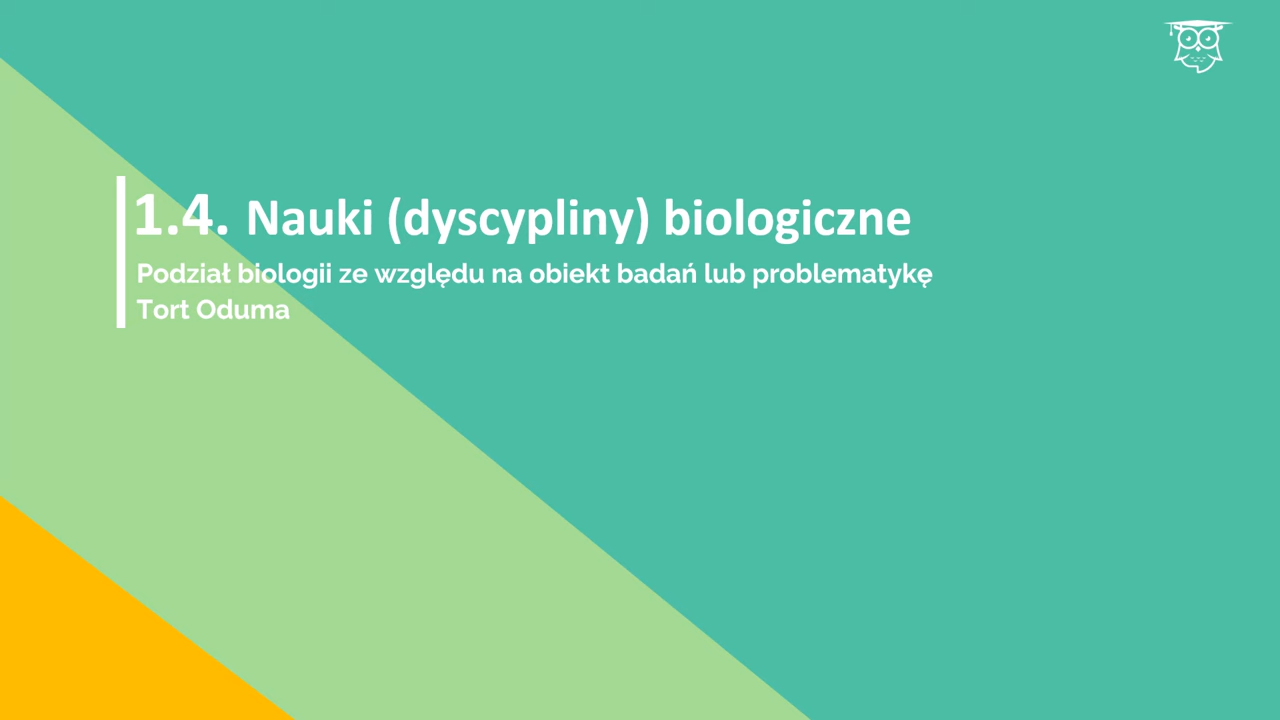 1.4. Nauki (dyscypliny) biologiczne
Podział biologii ze względu na obiekt badań lub problematykę
Tort Oduma